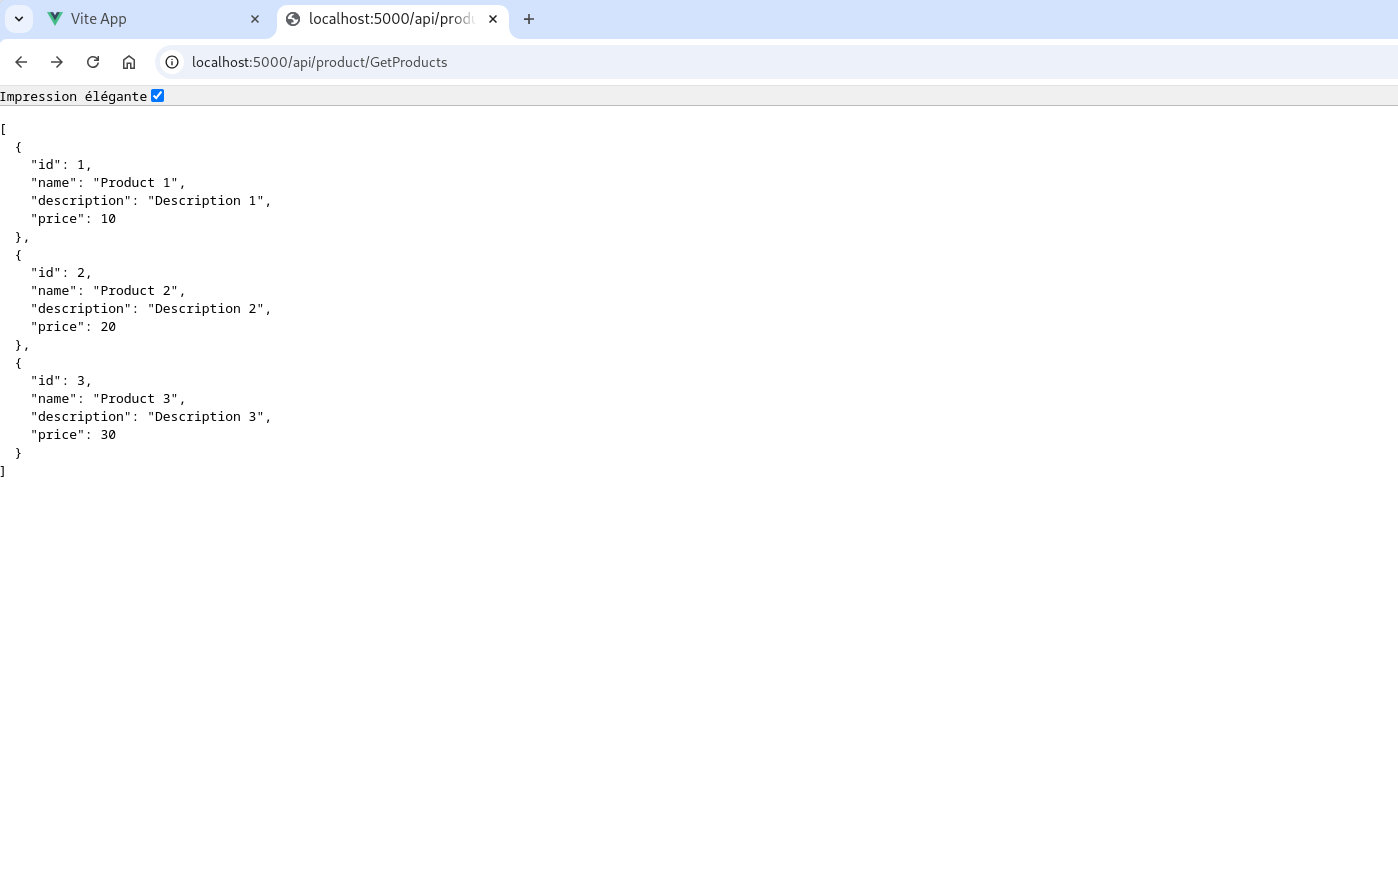 Vite App
localhost:5000/api/produ
localhost:5000/api/product/GetProducts
Impression élégante
[
  {
    "id": 1,
    "name": "Product 1",
    "description": "Description 1",
    "price": 10
  },
  {
    "id": 2,
    "name": "Product 2",
    "description": "Description 2",
    "price": 20
  },
  {
    "id": 3,
    "name": "Product 3",
    "description": "Description 3",
    "price": 30
  }
]